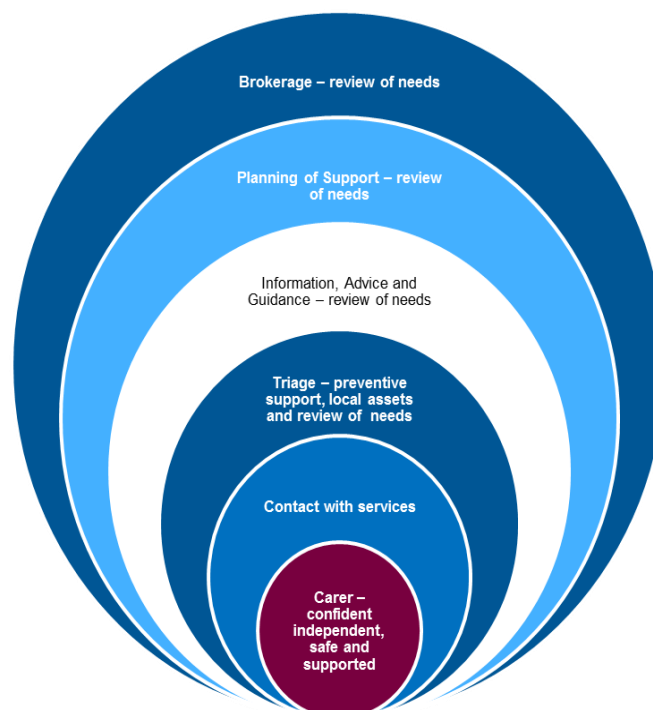 Brokerage – review of needs
Planning of Support – review
of needs
Information, Advice and
Guidance – review of needs
Triage – preventive
support, local assets
and review of  needs
Contact with services
Carer –
confident
independent,
safe and
supported